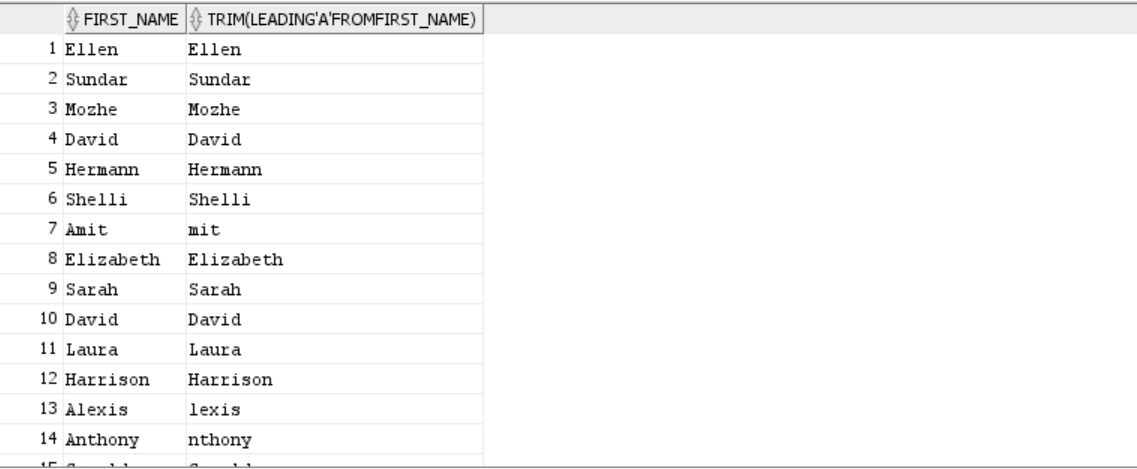 FIRST_NAME TRIM(LEADING'A'FROMFIRST_NAME)
1 Ellen Ellen
2 Sundar Sundar
3 Mozhe Mozhe
4 David David
5 Hermann Hermann
6 Shelli Shelli
7 Amit mit
8 Elizabeth Elizabeth
9 Sarah Sarah
10 David David
11 Laura Laura
12 Harrison Harrison
13 Alexis lexis
14 Anthony nthony
15